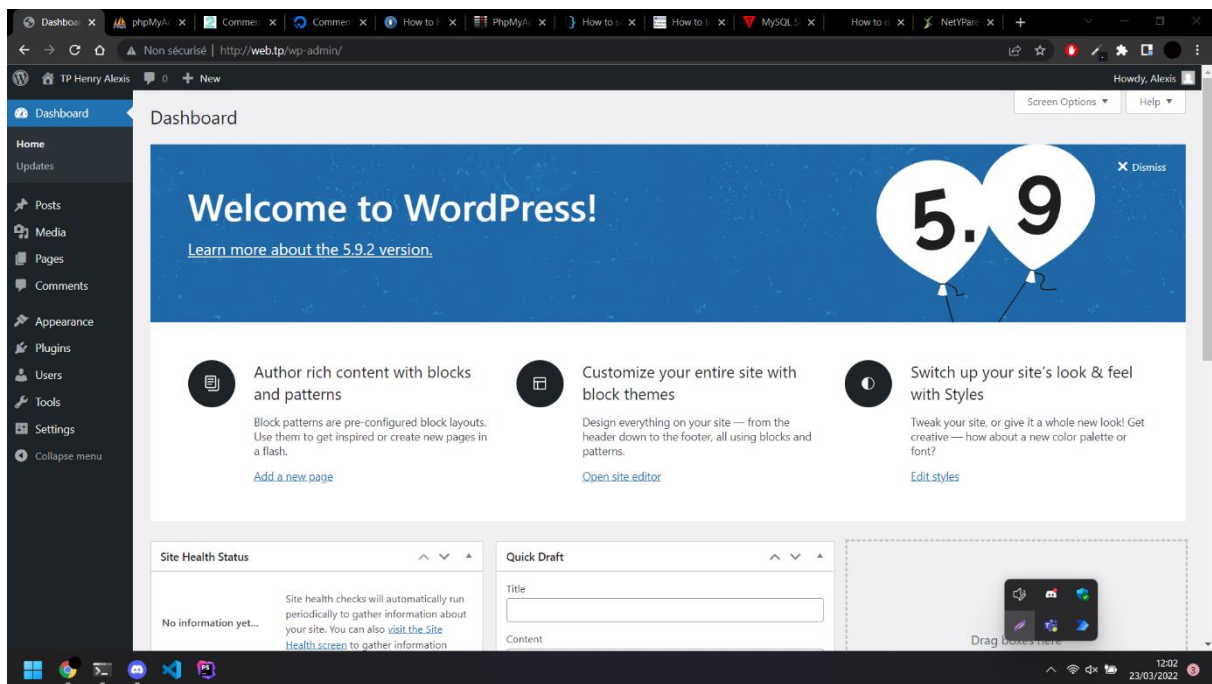 Dashboa
phpMyA
Commen
Commen
How to F
PhpMyA
How to s
How to I
MySQL S
How to c
NetYPare
Non sécurisé | http://web.tp/wp-admin/
TP Henry Alexis
0
+ New
Howdy, Alexis
Dashboard
Home
Updates
Posts
Media
Pages
Comments
Appearance
Plugins
Users
Tools
Settings
Collapse menu
Dashboard
Screen Options
Help
Welcome to WordPress!
Learn more about the 5.9.2 version.
5.9
Dismiss
Author rich content with blocks
and patterns
Block patterns are pre-configured block layouts.
Use them to get inspired or create new pages in
a flash.
Add a new page
Customize your entire site with
block themes
Design everything on your site — from the
header down to the footer, all using blocks and
patterns.
Open site editor
Switch up your site's look & feel
with Styles
Tweak your site, or give it a whole new look! Get
creative — how about a new color palette or
font?
Edit styles
Site Health Status
No information yet...
Site health checks will automatically run
periodically to gather information about
your site. You can also visit the Site
Health screen to gather information
Quick Draft
Title
Content
Drag boxes here
12:02
23/03/2022
3